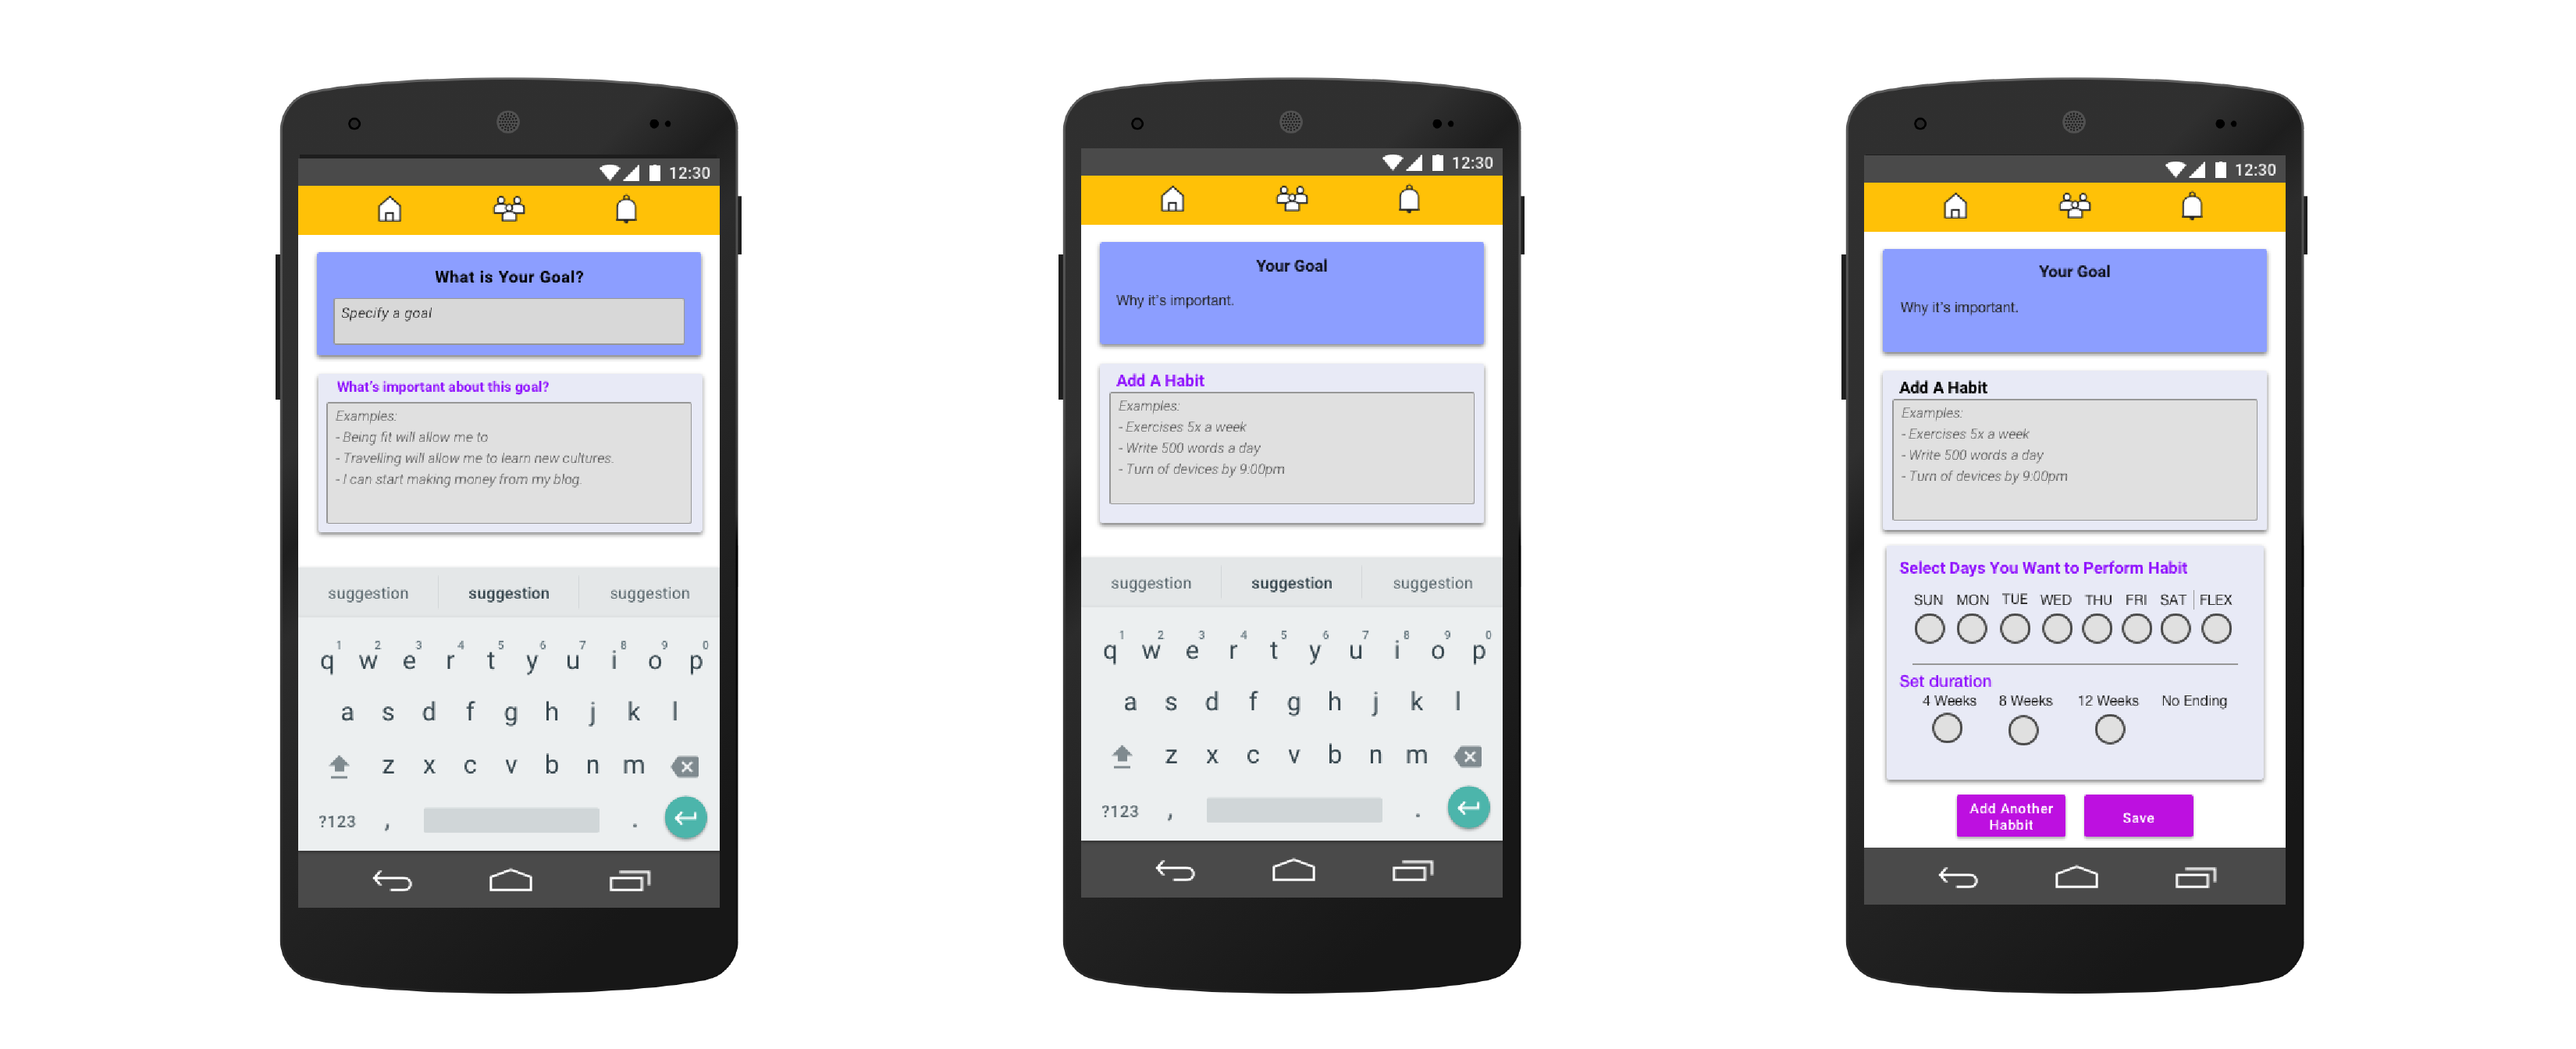 12:30
What is Your Goal?
Specify a goal
What's important about this goal?
Examples:
- Being fit will allow me to
- Travelling will allow me to learn new cultures.
- I can start making money from my blog.
suggestion suggestion suggestion
1 2 3 4 5 6 7 8 9 0
q w e r t y u i o p
a s d f g h j k l
z x c v b n m
?123 , .
12:30
Your Goal
Why it's important.
Add A Habit
Examples:
- Exercises 5x a week
- Write 500 words a day
- Turn of devices by 9:00pm
suggestion suggestion suggestion
1 2 3 4 5 6 7 8 9 0
q w e r t y u i o p
a s d f g h j k l
z x c v b n m
?123 , .
12:30
Your Goal
Why it's important.
Add A Habit
Examples:
- Exercises 5x a week
- Write 500 words a day
- Turn of devices by 9:00pm
Select Days You Want to Perform Habit
SUN MON TUE WED THU FRI SAT FLEX
Set duration
4 Weeks 8 Weeks 12 Weeks No Ending
Add Another
Habbit
Save